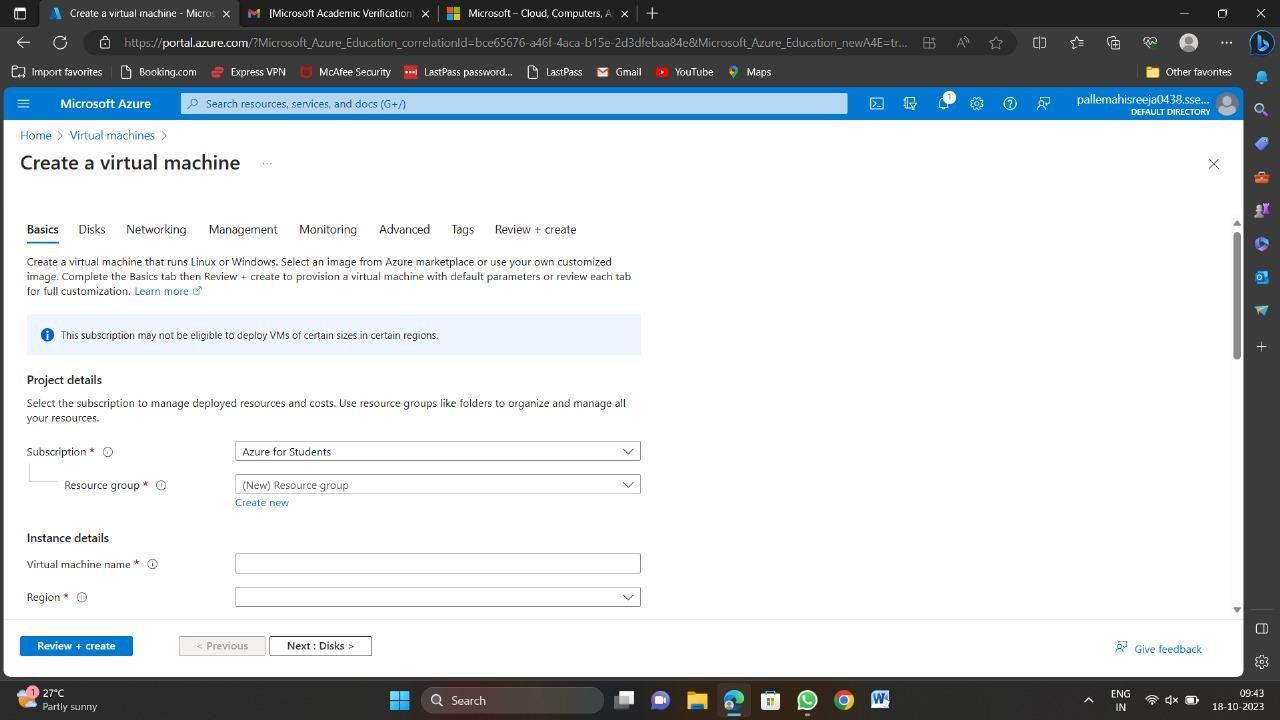 Create a virtual machine - Micros
[Microsoft Academic Verification]
Microsoft – Cloud, Computers, A
https://portal.azure.com/?Microsoft_Azure_Education_correlationId=bce65676-a46f-4aca-b15e-2d3dfebaa84e&Microsoft_Azure_Education_newA4E=tr...
Import favorites
Booking.com
Express VPN
McAfee Security
LastPass password...
LastPass
Gmail
YouTube
Maps
Other favorites
Microsoft Azure
Search resources, services, and docs (G+/)
1
pallemahisreeja0438.sse...
DEFAULT DIRECTORY
Home > Virtual machines >
Create a virtual machine ...
Basics Disks Networking Management Monitoring Advanced Tags Review + create
Create a virtual machine that runs Linux or Windows. Select an image from Azure marketplace or use your own customized
image. Complete the Basics tab then Review + create to provision a virtual machine with default parameters or review each tab
for full customization. Learn more
This subscription may not be eligible to deploy VMs of certain sizes in certain regions.
Project details
Select the subscription to manage deployed resources and costs. Use resource groups like folders to organize and manage all
your resources.
Subscription *
Azure for Students
Resource group *
(New) Resource group
Create new
Instance details
Virtual machine name *
Region *
Review + create
< Previous
Next : Disks >
Give feedback
1
27°C
Partly sunny
Search
ENG
IN
09:43
18-10-2023